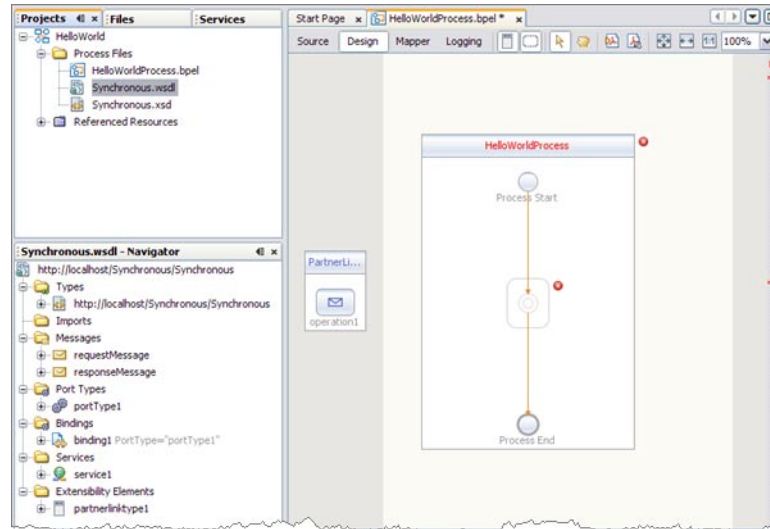 Projects Files Services
HelloWorld
Process Files
HelloWorldProcess.bpel
Synchronous.wsdl
Synchronous.xsd
Referenced Resources
Synchronous.wsdl - Navigator
http://localhost/Synchronous/Synchronous
Types
http://localhost/Synchronous/Synchronous
Imports
Messages
requestMessage
responseMessage
Port Types
portType1
Bindings
binding1 PortType="portType1"
Services
service1
Extensibility Elements
partnerlinktype1
Start Page HelloWorldProcess.bpel *
Source Design Mapper Logging 1:1 100%
HelloWorldProcess
Process Start
PartnerLi...
operation1
Process End